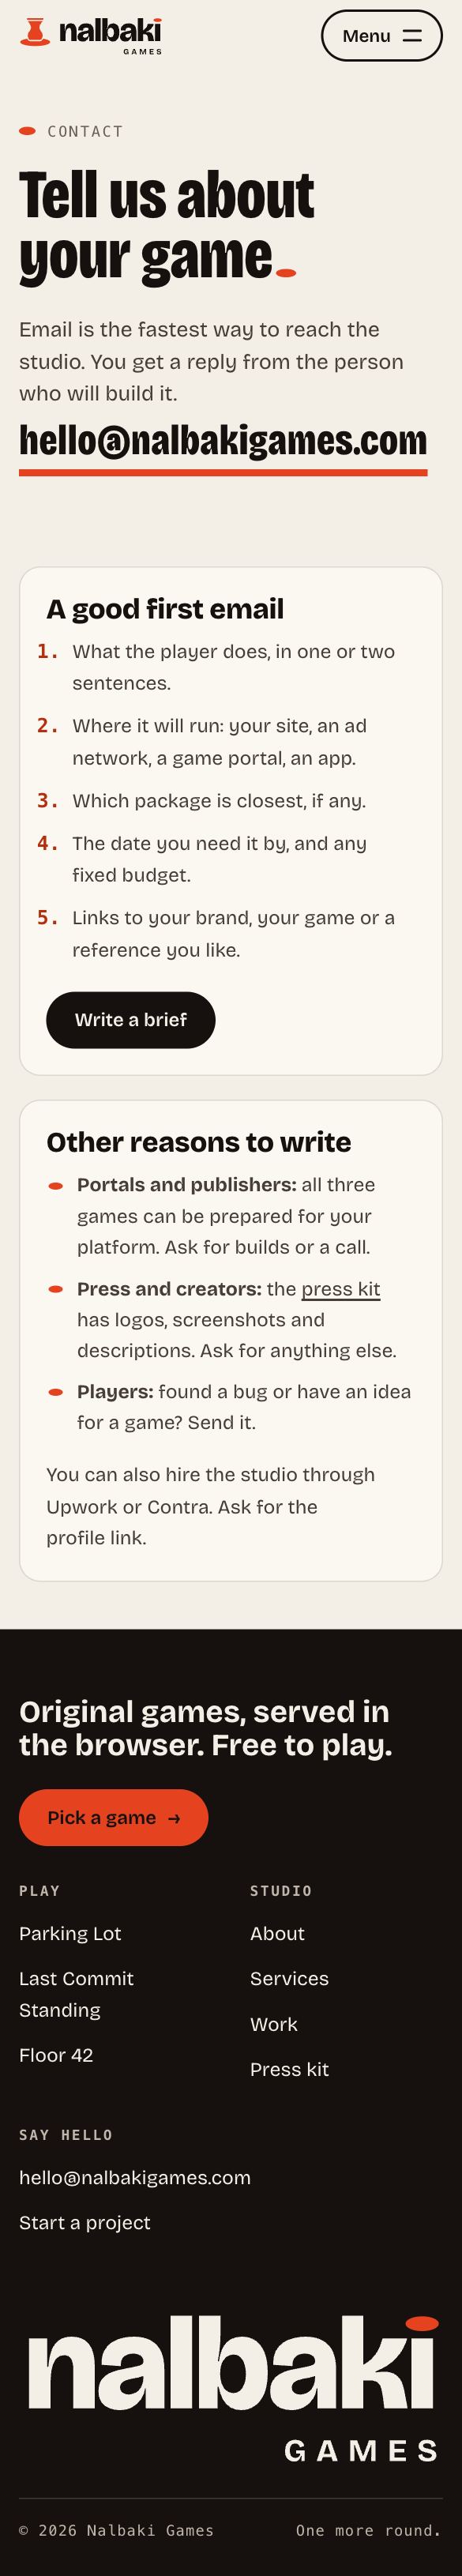 nalbaki
GAMES
Menu
CONTACT
Tell us about
your game.
Email is the fastest way to reach the
studio. You get a reply from the person
who will build it.
hello@nalbakigames.com
A good first email
1. What the player does, in one or two
sentences.
2. Where it will run: your site, an ad
network, a game portal, an app.
3. Which package is closest, if any.
4. The date you need it by, and any
fixed budget.
5. Links to your brand, your game or a
reference you like.
Write a brief
Other reasons to write
Portals and publishers: all three
games can be prepared for your
platform. Ask for builds or a call.
Press and creators: the press kit
has logos, screenshots and
descriptions. Ask for anything else.
Players: found a bug or have an idea
for a game? Send it.
You can also hire the studio through
Upwork or Contra. Ask for the
profile link.
Original games, served in
the browser. Free to play.
Pick a game →
PLAY
Parking Lot
Last Commit
Standing
Floor 42
STUDIO
About
Services
Work
Press kit
SAY HELLO
hello@nalbakigames.com
Start a project
nalbaki
GAMES
© 2026 Nalbaki Games
One more round.